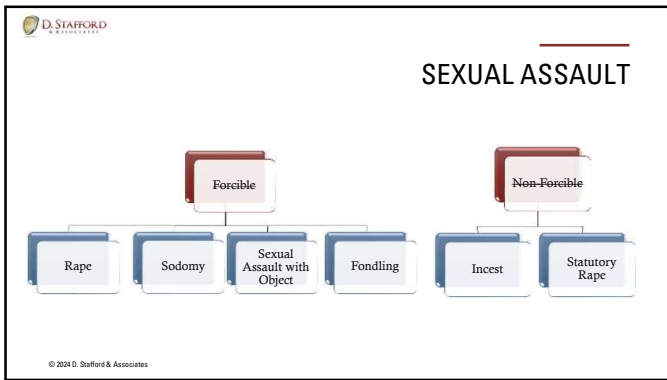 D. STAFFORD
& ASSOCIATES
SEXUAL ASSAULT
Forcible
Non-Forcible
Rape
Sodomy
Sexual
Assault with
Object
Fondling
Incest
Statutory
Rape
© 2024 D. Stafford & Associates